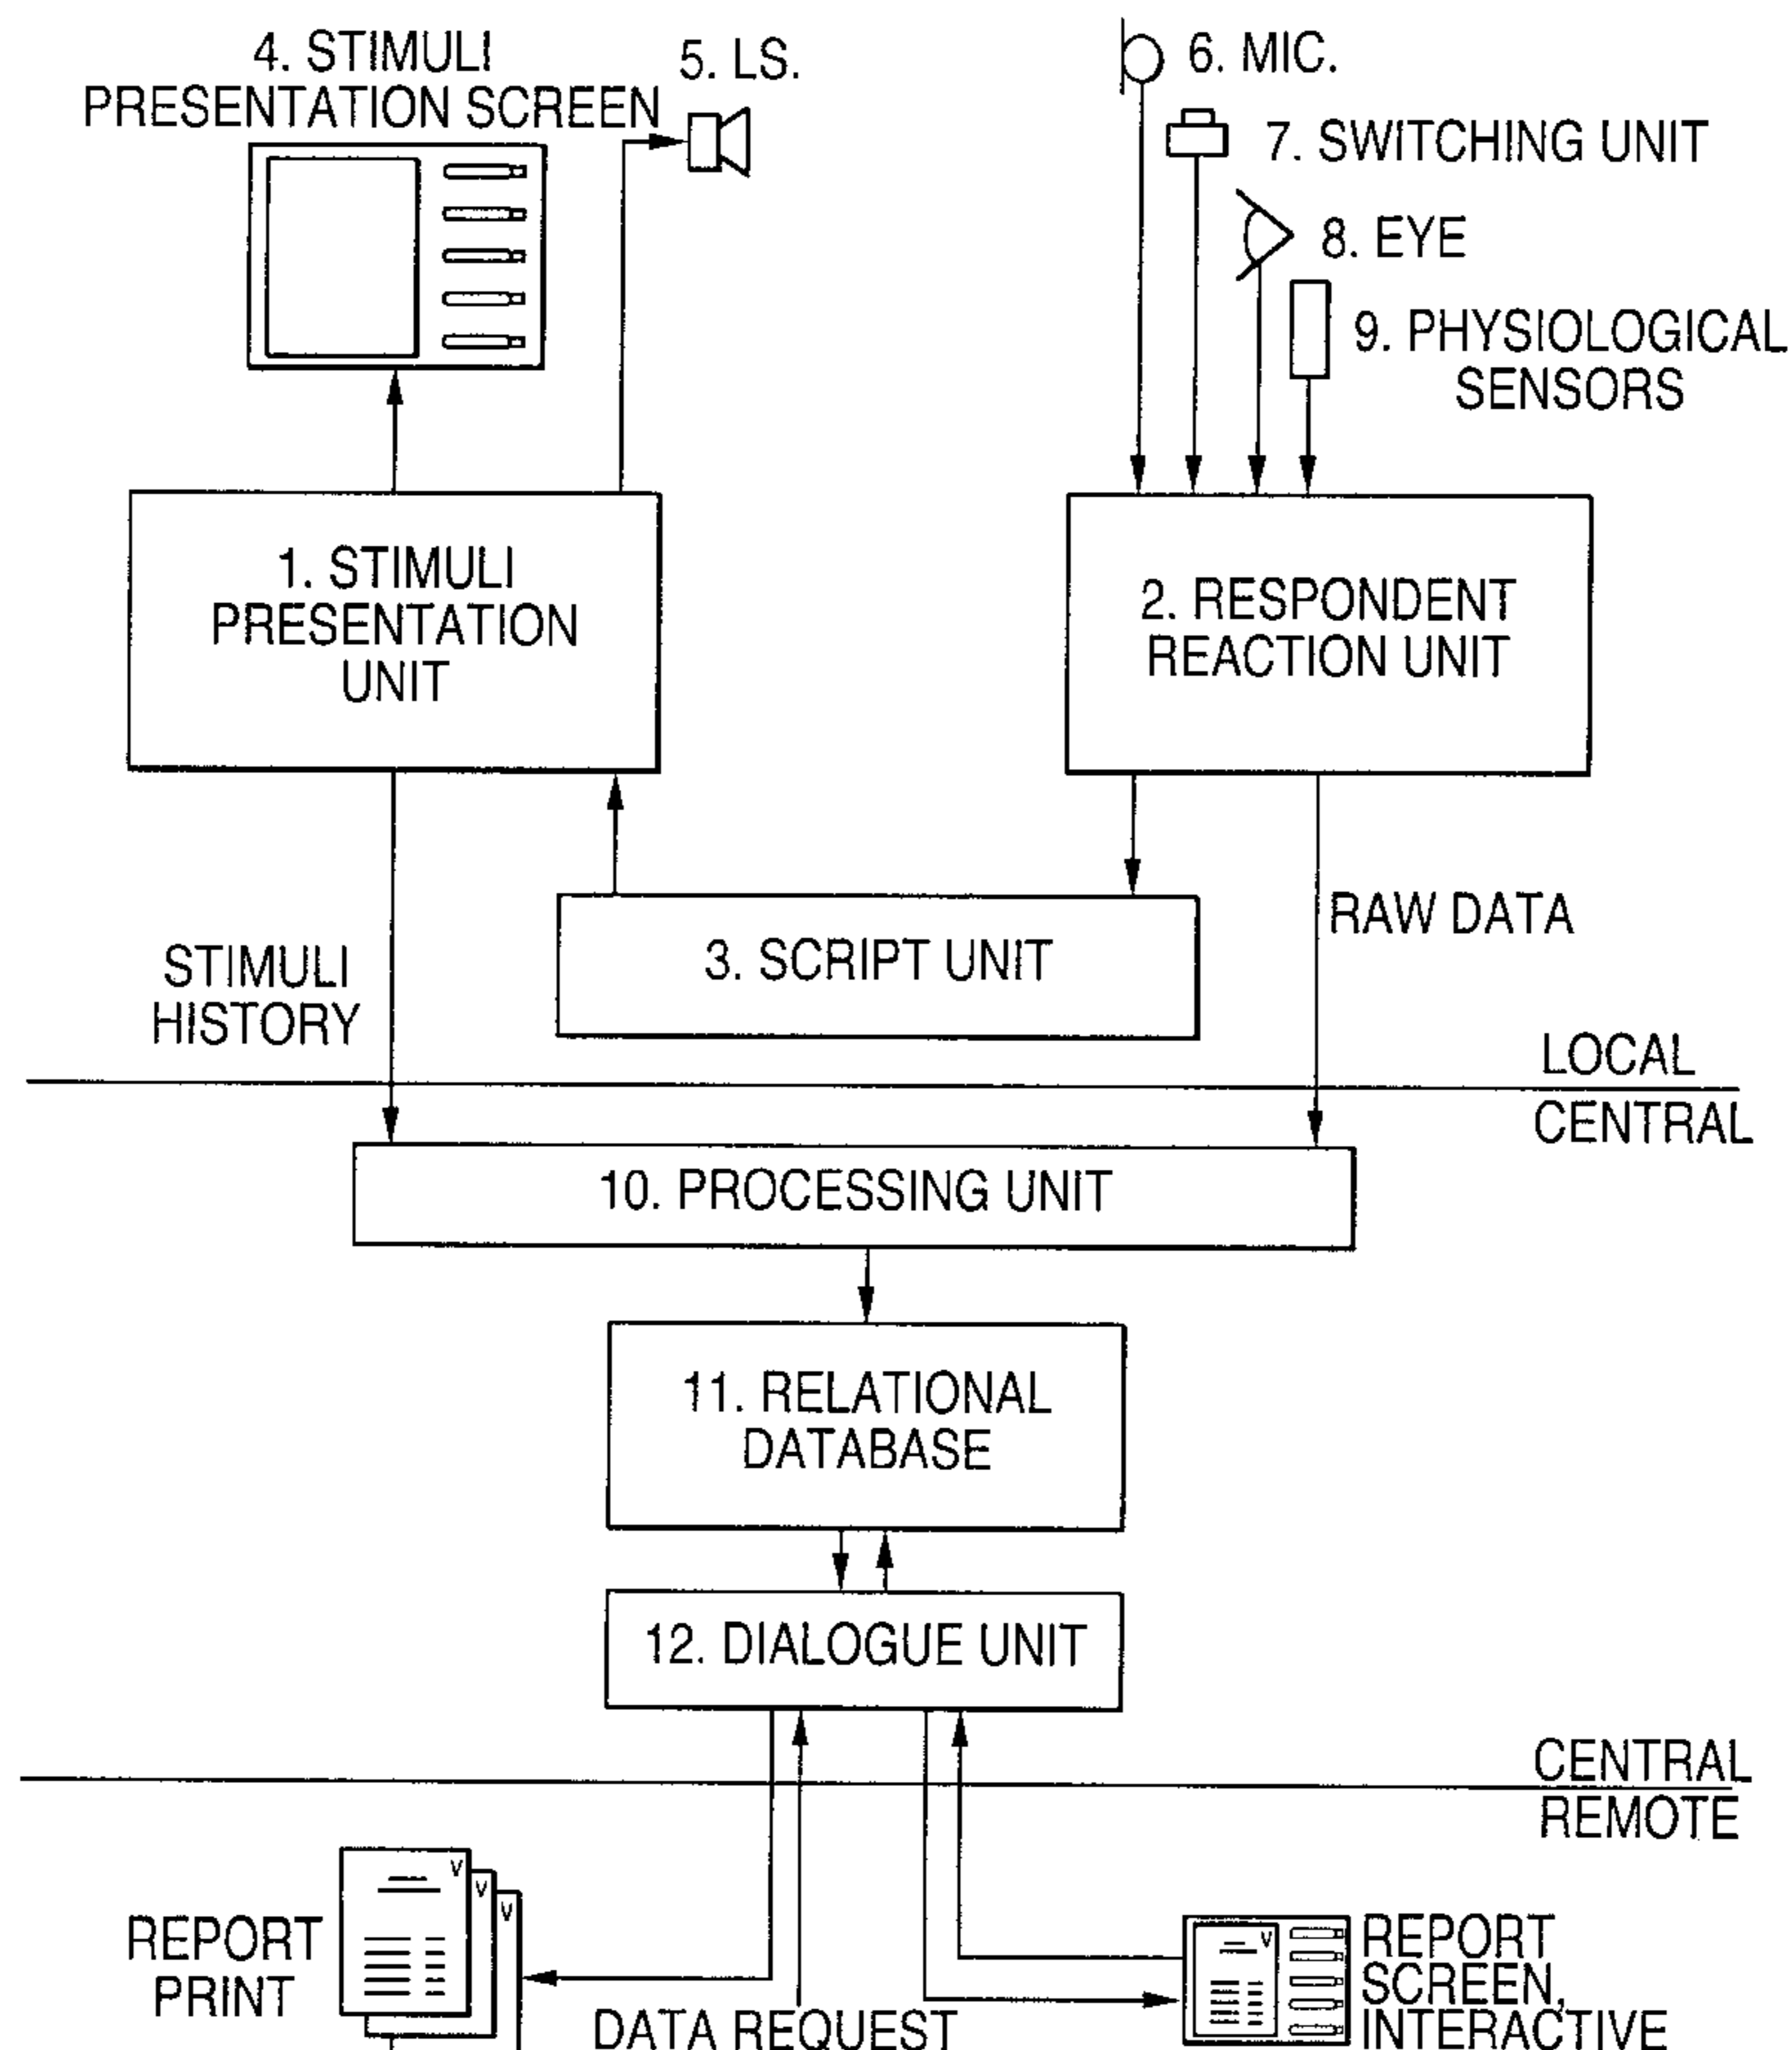 4. STIMULI
PRESENTATION SCREEN
5. LS.
6. MIC.
7. SWITCHING UNIT
8. EYE
9. PHYSIOLOGICAL
SENSORS
1. STIMULI
PRESENTATION
UNIT
2. RESPONDENT
REACTION UNIT
3. SCRIPT UNIT
RAW DATA
STIMULI
HISTORY
LOCAL
CENTRAL
10. PROCESSING UNIT
11. RELATIONAL
DATABASE
12. DIALOGUE UNIT
CENTRAL
REMOTE
V
V
V
REPORT
PRINT
DATA REQUEST
V
REPORT
SCREEN,
INTERACTIVE